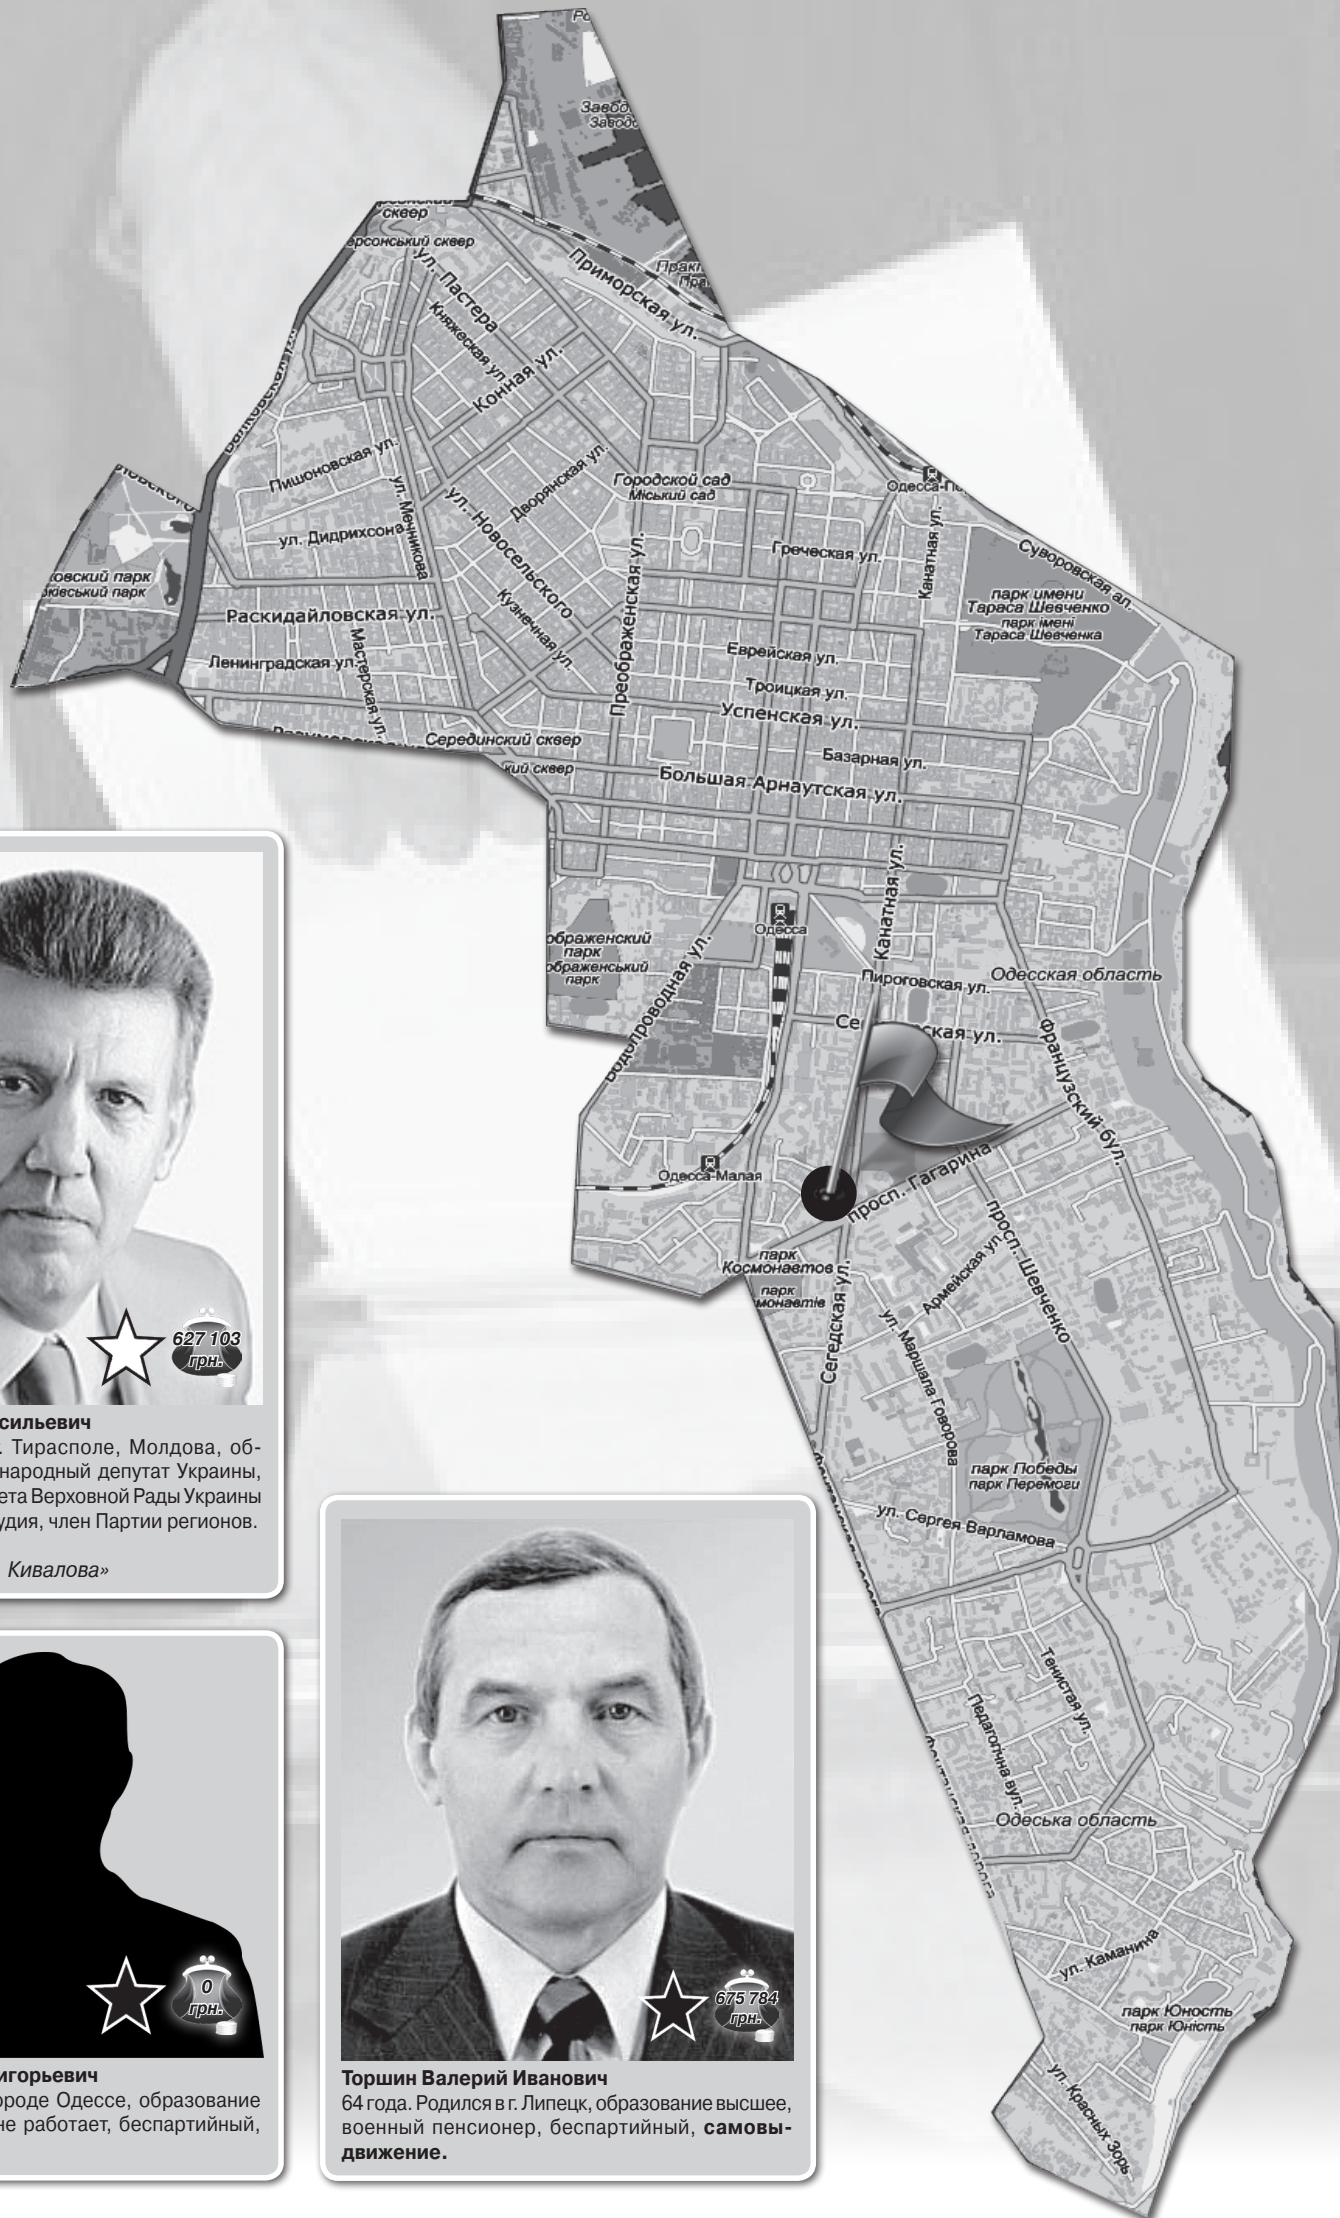 Приморская ул.
сквер
ул. Пастера
Княжеская ул.
Конная ул.
Пишоновская ул.
ул. Мечникова
ул. Дидрихсона
ул. Новосельского
Дворянская ул.
Городской сад
Міський сад
Греческая ул.
Канатная ул.
Суворовская ал.
парк имени
Тараса Шевченко
парк імені
Тараса Шевченка
Раскидайловская ул.
Кузнечная ул.
Преображенская ул.
Ленинградская ул.
Мастерская ул.
Еврейская ул.
Троицкая ул.
Успенская ул.
Серединский сквер
Базарная ул.
Большая Арнаутская ул.
Канатная ул.
Одесса
парк
парк
Водопроводная ул.
Пироговская ул.
Одесская область
Французский бул.
Одесса-Малая
просп. Гагарина
парк
Космонавтов
парк
Сегедская ул.
Армейская ул.
просп. Шевченко
ул. Маршала Говорова
парк Победы
парк Перемоги
ул. Сергея Варламова
Тенистая ул.
Педагогічна вул.
Одеська область
ул. Каманина
парк Юность
парк Юність
ул. Красных Зорь
627 103
грн.
сильевич
Тирасполе, Молдова, об-
народный депутат Украины,
ета Верховной Рады Украины
удия, член Партии регионов.
Кивалова»
0
грн.
игорьевич
ороде Одессе, образование
не работает, беспартийный,
675 784
грн.
Торшин Валерий Иванович
64 года. Родился в г. Липецк, образование высшее,
военный пенсионер, беспартийный, самовы-
движение.